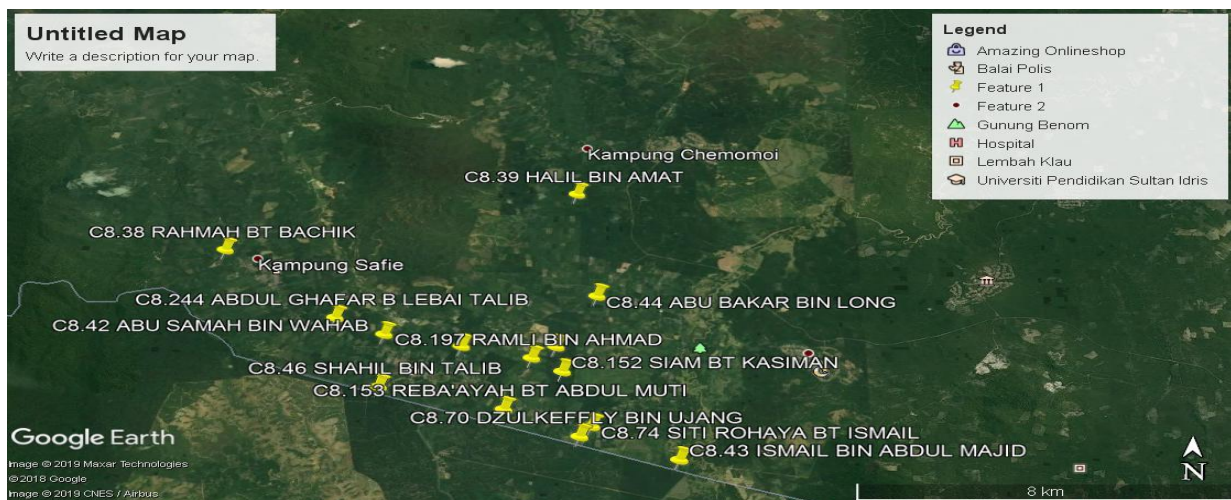 Untitled Map
Write a description for your map.
Legend
Amazing Onlineshop
Balai Polis
Feature 1
Feature 2
Gunung Benom
Hospital
Lembah Klau
Universiti Pendidikan Sultan Idris
Kampung Chemomoi
C8.39 HALIL BIN AMAT
C8.38 RAHMAH BT BACHIK
Kampung Safie
C8.244 ABDUL GHAFAR B LEBAI TALIB
C8.44 ABU BAKAR BIN LONG
C8.42 ABU SAMAH BIN WAHAB
C8.197 RAMLI BIN AHMAD
C8.46 SHAHIL BIN TALIB
C8.152 SIAM BT KASIMAN
C8.153 REBA'AYAH BT ABDUL MUTI
C8.70 DZULKEFFLY BIN UJANG
C8.74 SITI ROHAYA BT ISMAIL
C8.43 ISMAIL BIN ABDUL MAJID
Google Earth
Image © 2019 Maxar Technologies
© 2018 Google
Image © 2019 CNES / Airbus
8 km
N